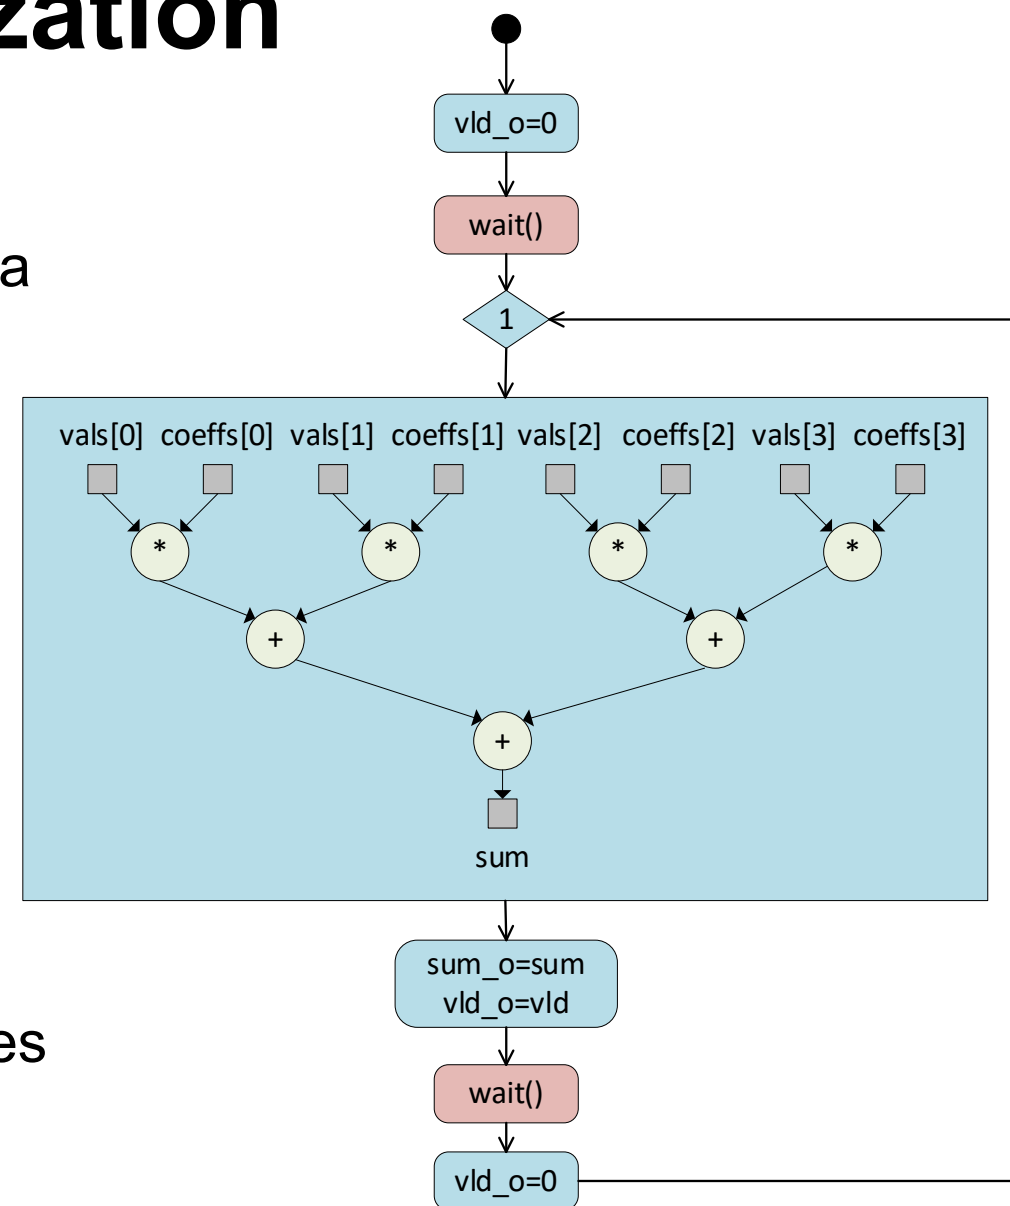 zation
vld_o=0
wait()
a
1
vals[0] coeffs[0] vals[1] coeffs[1] vals[2] coeffs[2] vals[3] coeffs[3]
* * * *
+ +
+
sum
sum_o=sum
vld_o=vld
es
wait()
vld_o=0